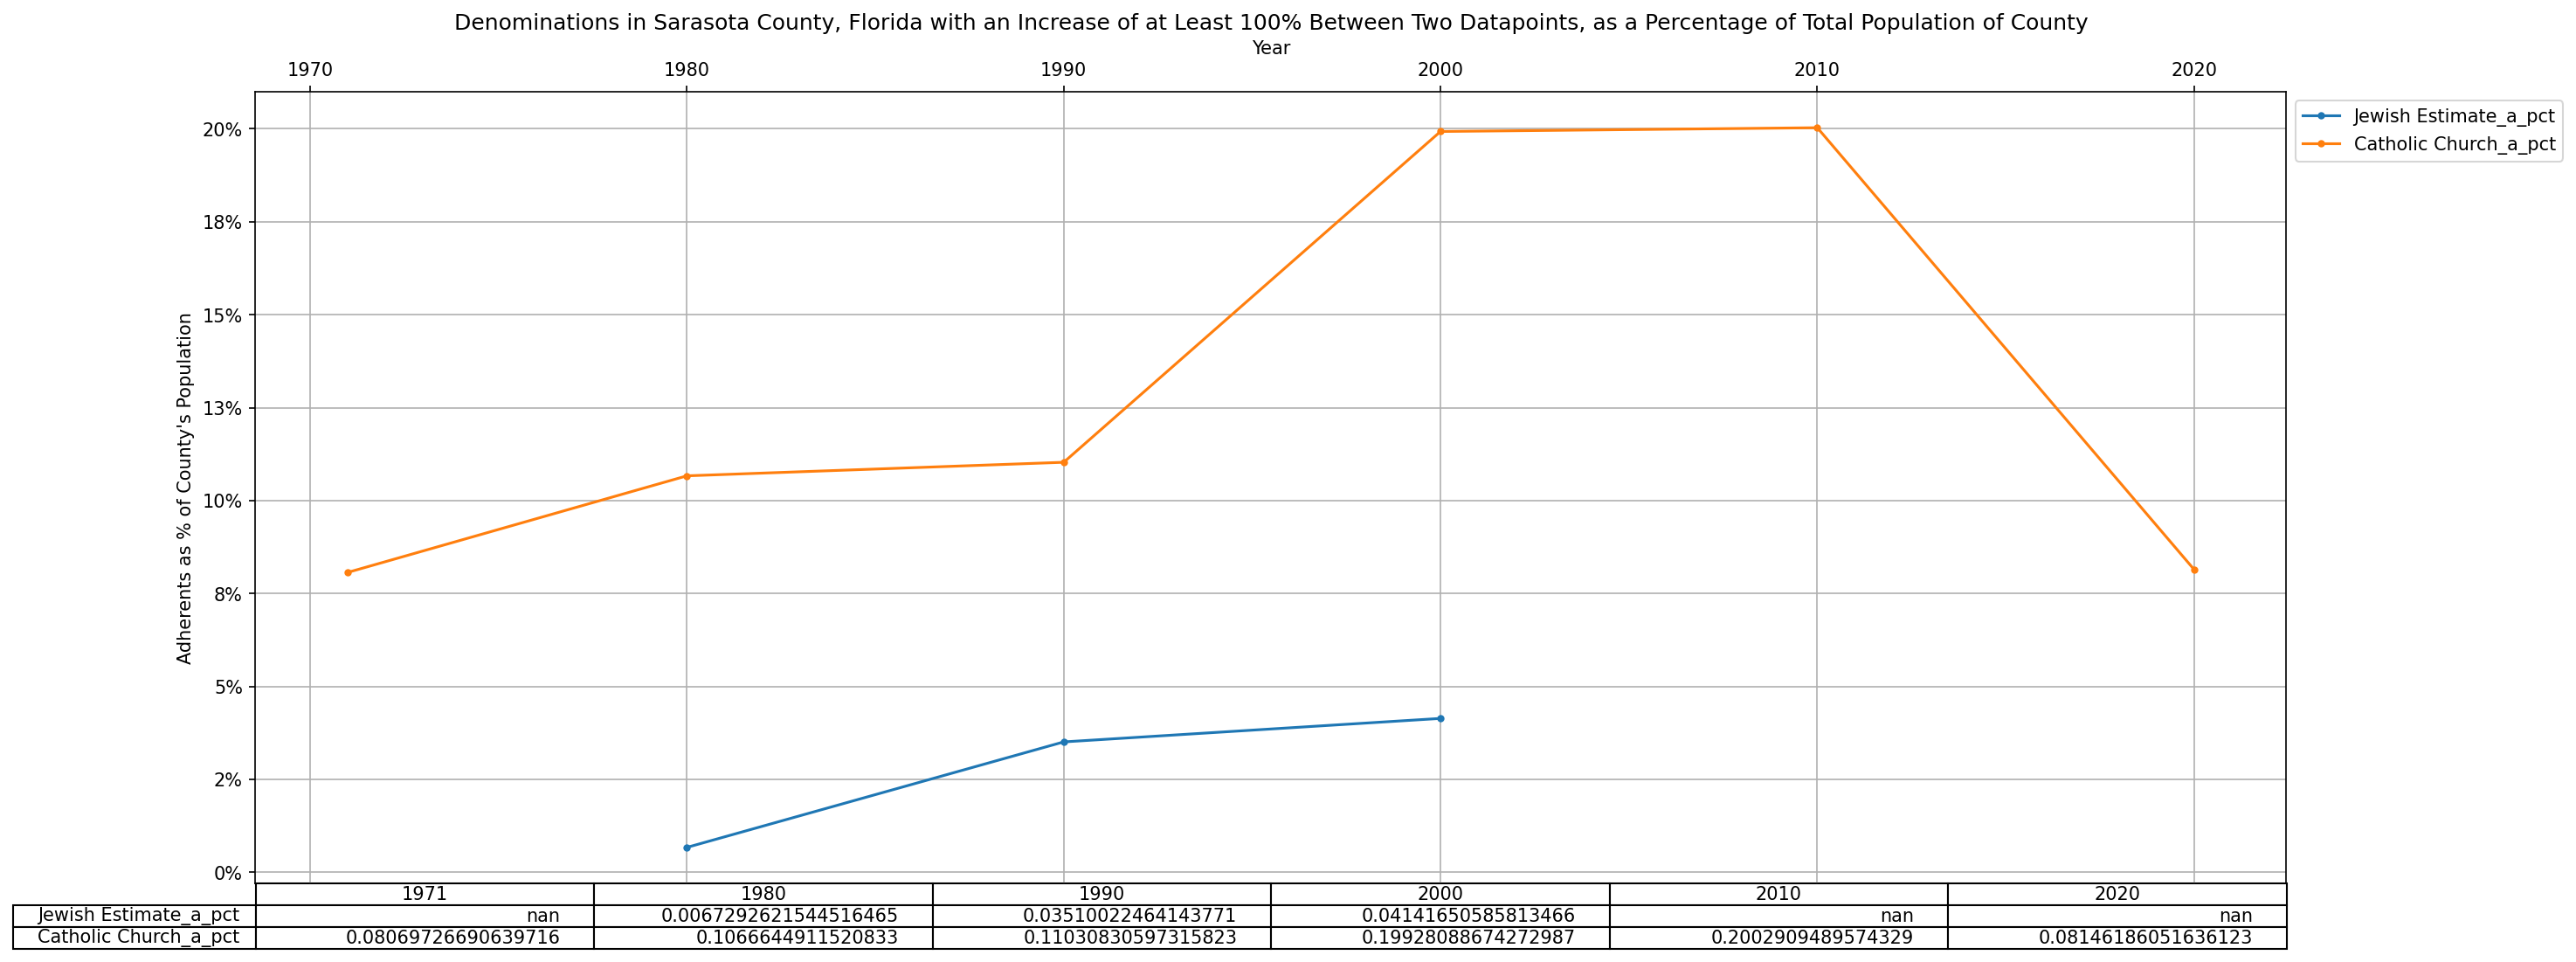 Denominations in Sarasota County, Florida with an Increase of at Least 100% Between Two Datapoints, as a Percentage of Total Population of County
Year
1970 1980 1990 2000 2010 2020
Jewish Estimate_a_pct
Catholic Church_a_pct
Adherents as % of County's Population
20%
18%
15%
13%
10%
8%
5%
2%
0%
1971 1980 1990 2000 2010 2020
Jewish Estimate_a_pct nan 0.0067292621544516465 0.03510022464143771 0.04141650585813466 nan nan
Catholic Church_a_pct 0.08069726690639716 0.1066644911520833 0.11030830597315823 0.19928088674272987 0.2002909489574329 0.08146186051636123